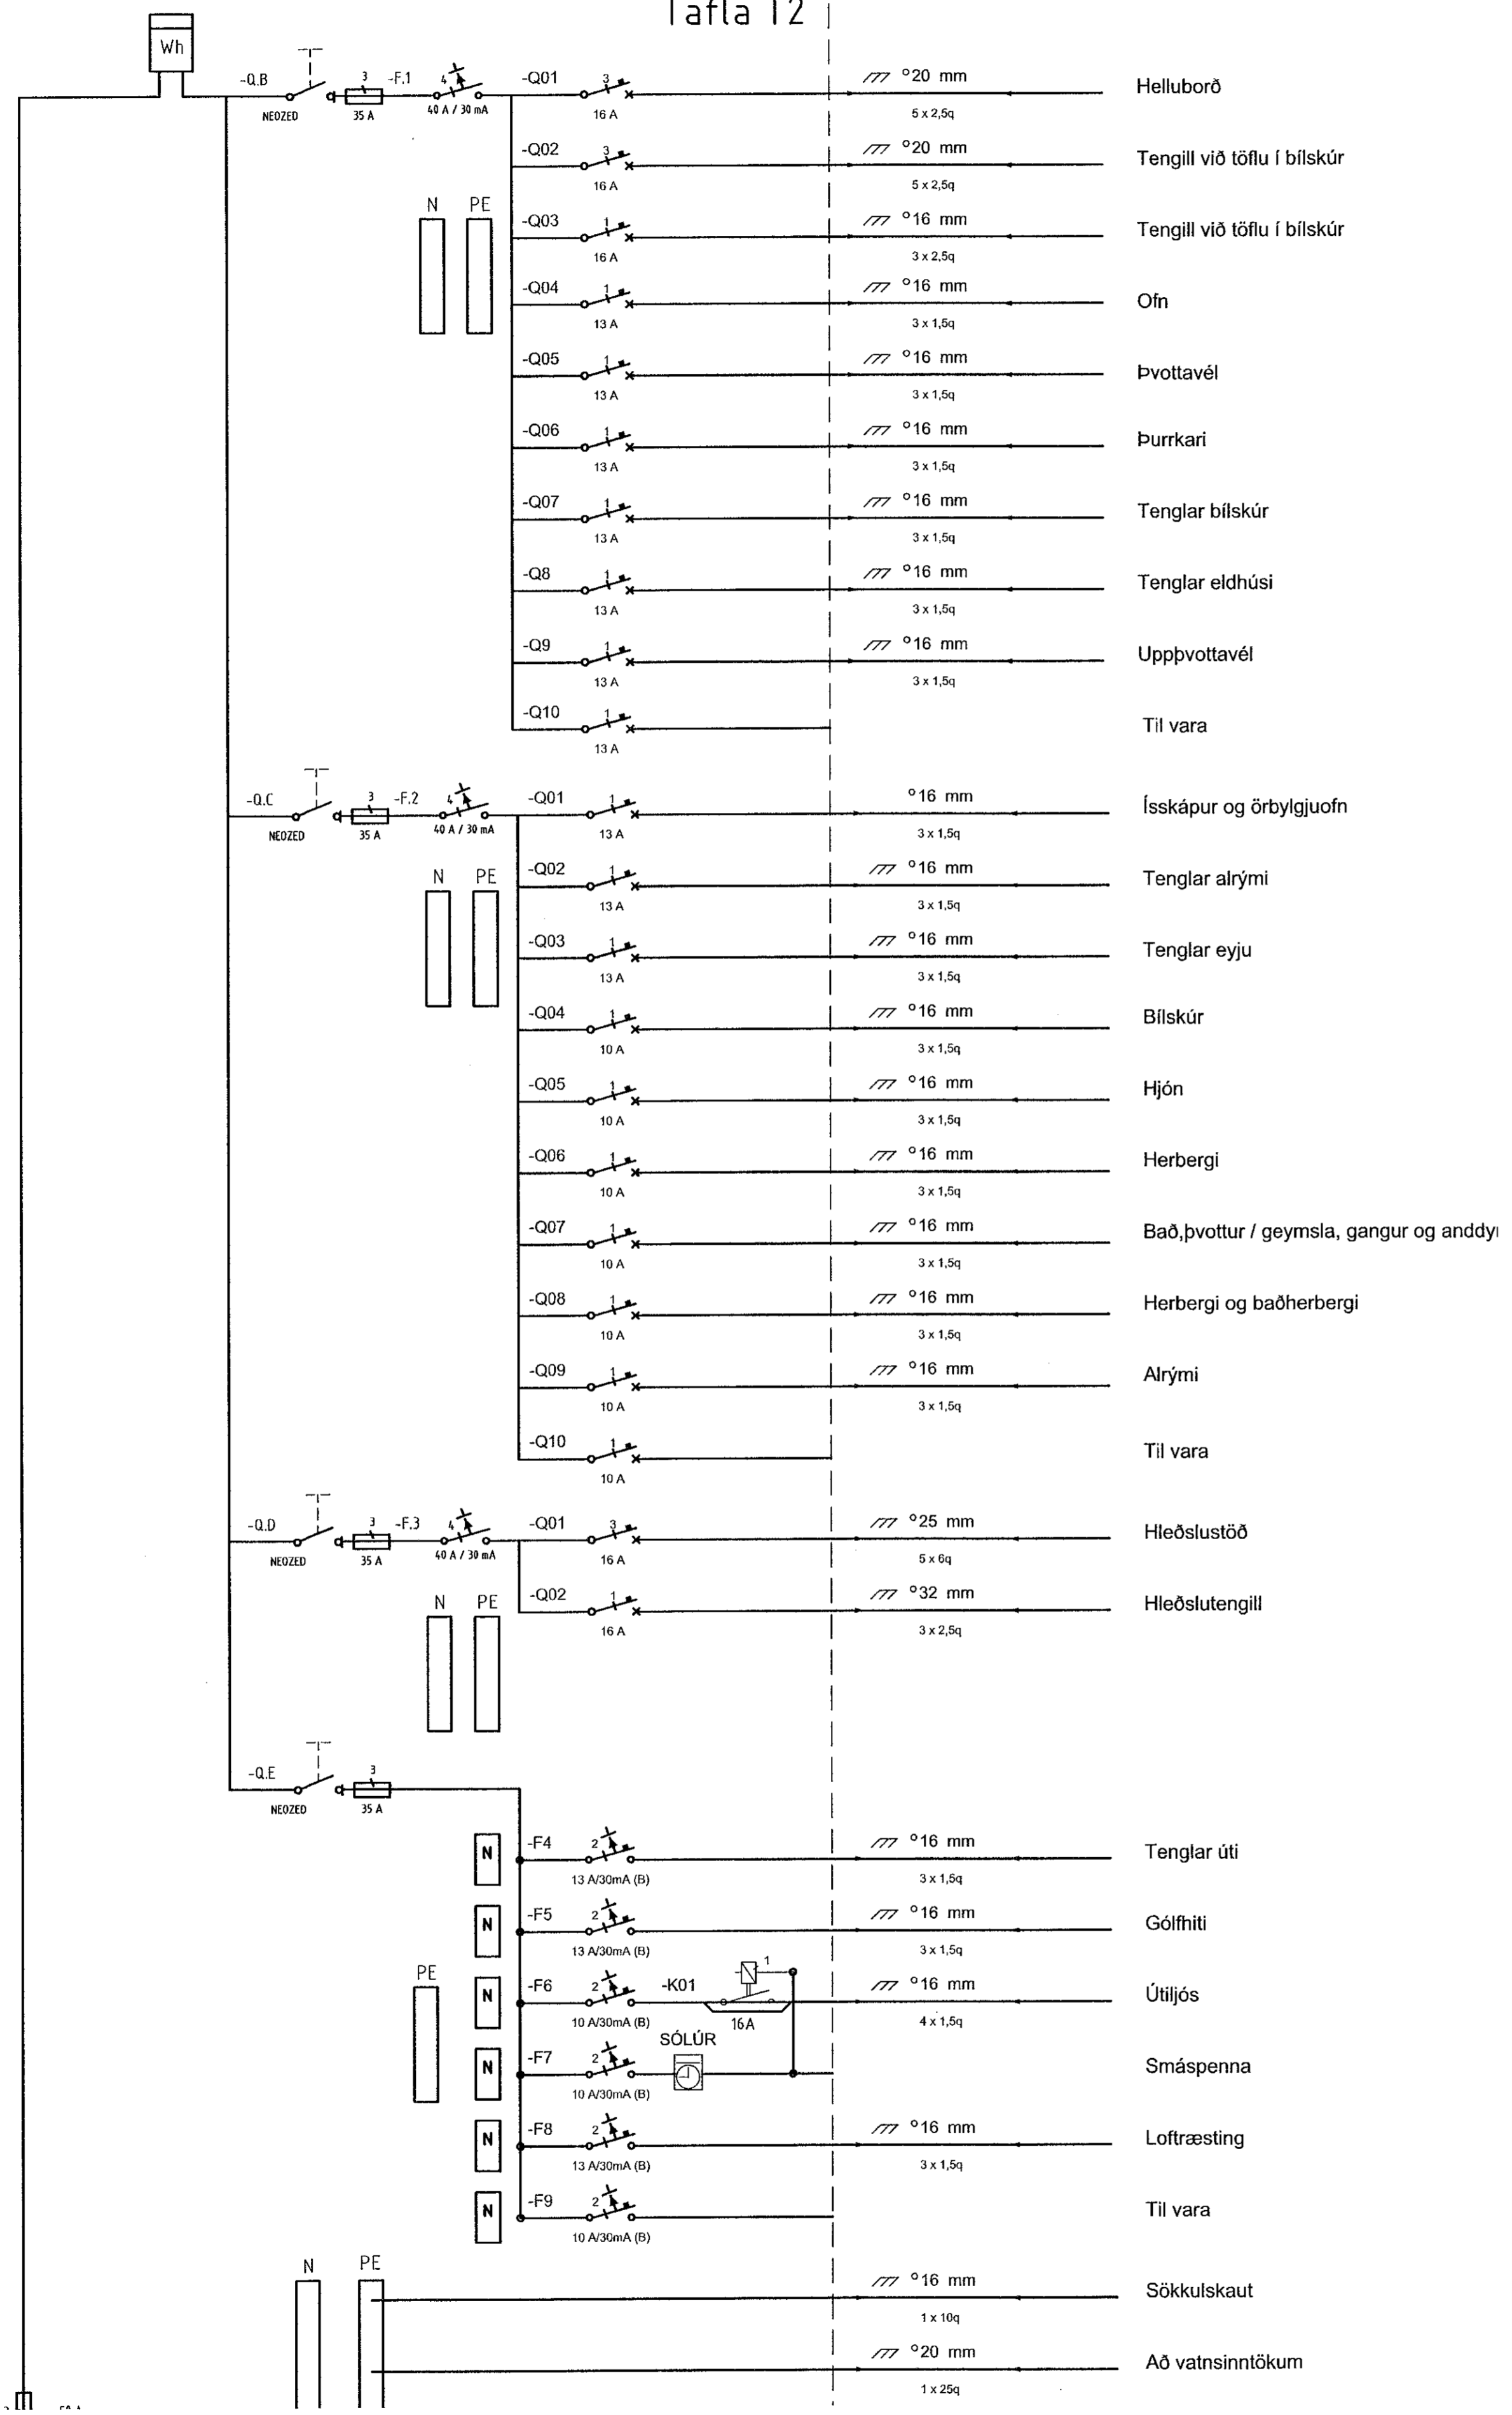 Tafla T2
Wh
-Q.B
NEOZED
3
35 A
-F.1
4
40 A / 30 mA
N
PE
-Q01
3
16 A
°20 mm
5 x 2,5q
Helluborð
-Q02
3
16 A
°20 mm
5 x 2,5q
Tengill við töflu í bílskúr
-Q03
1
16 A
°16 mm
3 x 2,5q
Tengill við töflu í bílskúr
-Q04
1
13 A
°16 mm
3 x 1,5q
Ofn
-Q05
1
13 A
°16 mm
3 x 1,5q
Þvottavél
-Q06
1
13 A
°16 mm
3 x 1,5q
Þurrkari
-Q07
1
13 A
°16 mm
3 x 1,5q
Tenglar bílskúr
-Q8
1
13 A
°16 mm
3 x 1,5q
Tenglar eldhúsi
-Q9
1
13 A
°16 mm
3 x 1,5q
Uppþvottavél
-Q10
1
13 A
Til vara
-Q.C
NEOZED
3
35 A
-F.2
4
40 A / 30 mA
N
PE
-Q01
1
13 A
°16 mm
3 x 1,5q
Ísskápur og örbylgjuofn
-Q02
1
13 A
°16 mm
3 x 1,5q
Tenglar alrými
-Q03
1
13 A
°16 mm
3 x 1,5q
Tenglar eyju
-Q04
1
10 A
°16 mm
3 x 1,5q
Bílskúr
-Q05
1
10 A
°16 mm
3 x 1,5q
Hjón
-Q06
1
10 A
°16 mm
3 x 1,5q
Herbergi
-Q07
1
10 A
°16 mm
3 x 1,5q
Bað,þvottur / geymsla, gangur og anddy
-Q08
1
10 A
°16 mm
3 x 1,5q
Herbergi og baðherbergi
-Q09
1
10 A
°16 mm
3 x 1,5q
Alrými
-Q10
1
10 A
Til vara
-Q.D
NEOZED
3
35 A
-F.3
4
40 A / 30 mA
N
PE
-Q01
3
16 A
°25 mm
5 x 6q
Hleðslustöð
-Q02
1
16 A
°32 mm
3 x 2,5q
Hleðslutengill
-Q.E
NEOZED
3
35 A
N
-F4
2
13 A/30mA (B)
°16 mm
3 x 1,5q
Tenglar úti
N
-F5
2
13 A/30mA (B)
°16 mm
3 x 1,5q
Gólfhiti
PE
N
-F6
2
10 A/30mA (B)
-K01
1
16A
°16 mm
4 x 1,5q
Útiljós
N
-F7
2
10 A/30mA (B)
SÓLÚR
Smáspenna
N
-F8
2
13 A/30mA (B)
°16 mm
3 x 1,5q
Loftræsting
N
-F9
2
10 A/30mA (B)
Til vara
N
PE
°16 mm
1 x 10q
Sökkulskaut
°20 mm
1 x 25q
Að vatnsinntökum